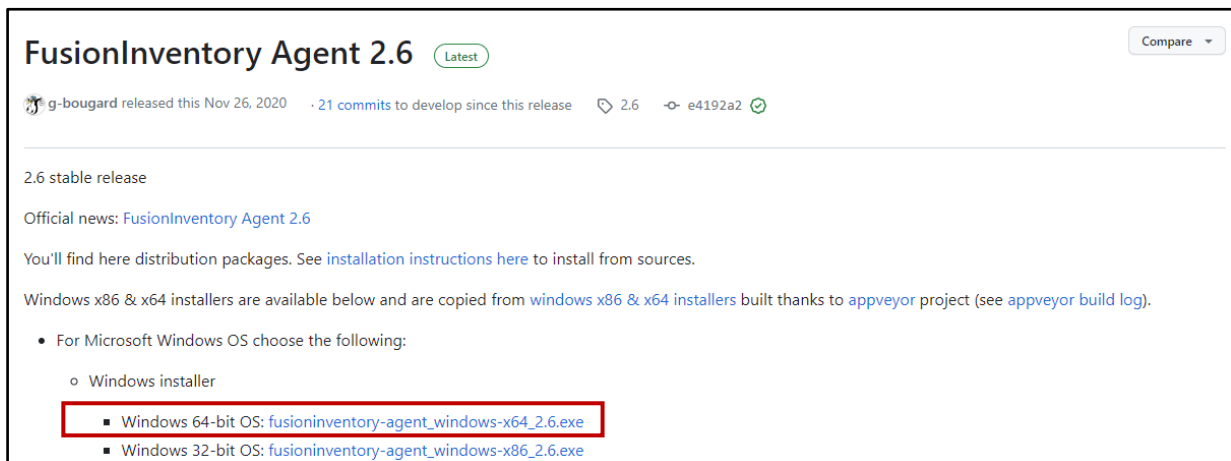 FusionInventory Agent 2.6 Latest Compare
g-bougard released this Nov 26, 2020 · 21 commits to develop since this release 2.6 e4192a2
2.6 stable release
Official news: FusionInventory Agent 2.6
You'll find here distribution packages. See installation instructions here to install from sources.
Windows x86 & x64 installers are available below and are copied from windows x86 & x64 installers built thanks to appveyor project (see appveyor build log).
• For Microsoft Windows OS choose the following:
◦ Windows installer
▪ Windows 64-bit OS: fusioninventory-agent_windows-x64_2.6.exe
▪ Windows 32-bit OS: fusioninventory-agent_windows-x86_2.6.exe